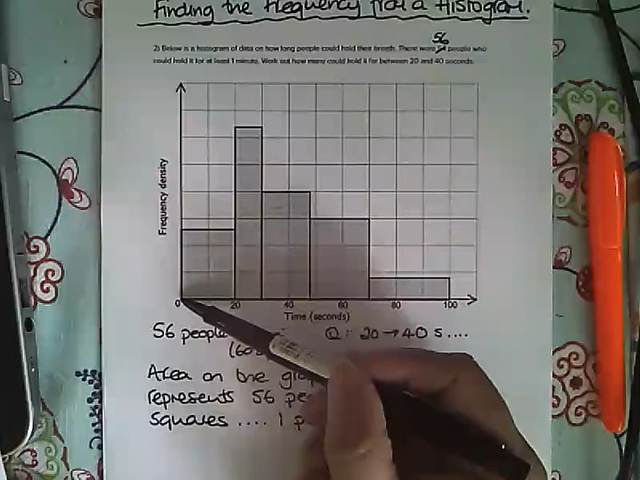 Finding the Frequency from a Histogram.
56
2) Below is a histogram of data on how long people could hold their breath. There were people who
could hold it for at least 1 minute. Work out how many could hold it for between 20 and 40 seconds.
Frequency density
0 20 40 60 80 100
Time (seconds)
56 people Q: 20→40 s....
(60
Area on the
represents 56
squares .... 1